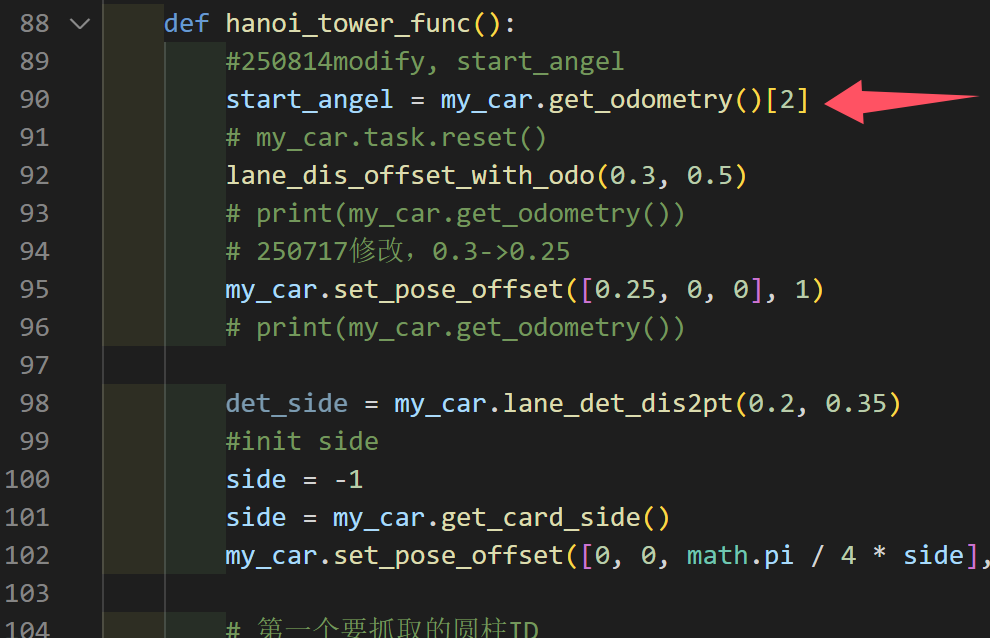 88 def hanoi_tower_func():
89 #250814modify, start_angel
90 start_angel = my_car.get_odometry()[2]
91 # my_car.task.reset()
92 lane_dis_offset_with_odo(0.3, 0.5)
93 # print(my_car.get_odometry())
94 # 250717修改，0.3->0.25
95 my_car.set_pose_offset([0.25, 0, 0], 1)
96 # print(my_car.get_odometry())
97
98 det_side = my_car.lane_det_dis2pt(0.2, 0.35)
99 #init side
100 side = -1
101 side = my_car.get_card_side()
102 my_car.set_pose_offset([0, 0, math.pi / 4 * side],
103
104 # 第一个要抓取的圆柱ID